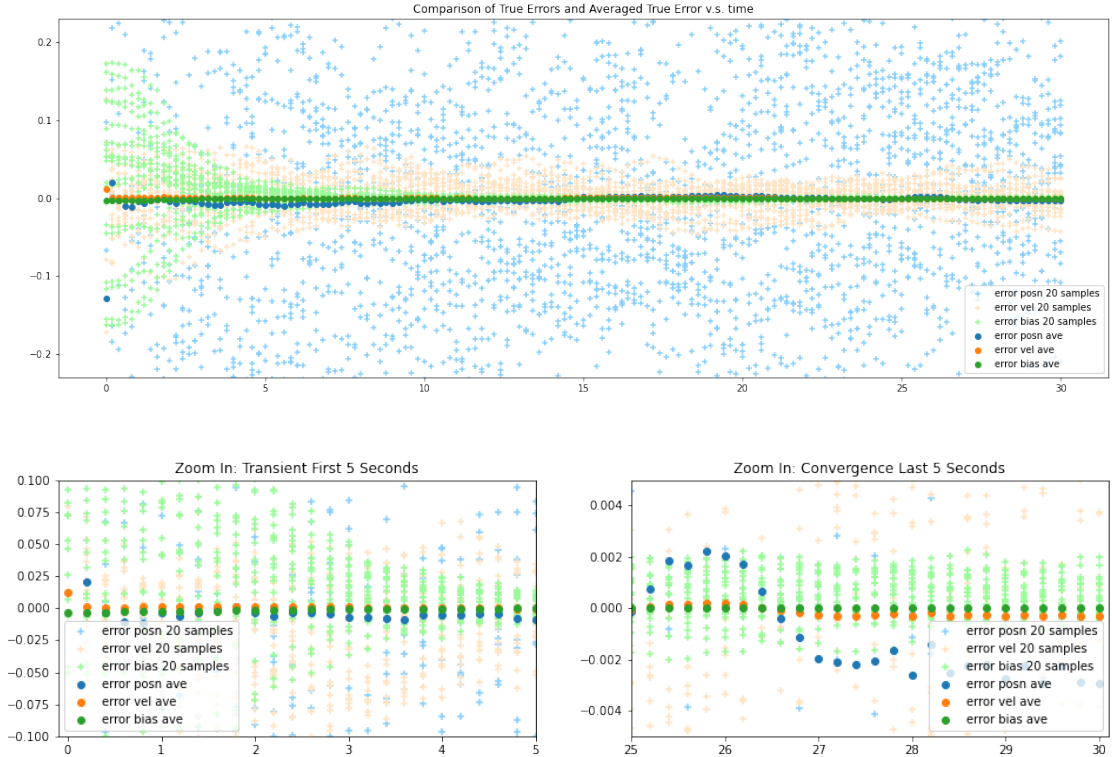 Comparison of True Errors and Averaged True Error v.s. time
0.2
0.1
0.0
−0.1
−0.2
error posn 20 samples
error vel 20 samples
error bias 20 samples
error posn ave
error vel ave
error bias ave
0 5 10 15 20 25 30
Zoom In: Transient First 5 Seconds
0.100
0.075
0.050
0.025
0.000
−0.025
−0.050
−0.075
−0.100
error posn 20 samples
error vel 20 samples
error bias 20 samples
error posn ave
error vel ave
error bias ave
0 1 2 3 4 5
Zoom In: Convergence Last 5 Seconds
0.004
0.002
0.000
−0.002
−0.004
error posn 20 samples
error vel 20 samples
error bias 20 samples
error posn ave
error vel ave
error bias ave
25 26 27 28 29 30